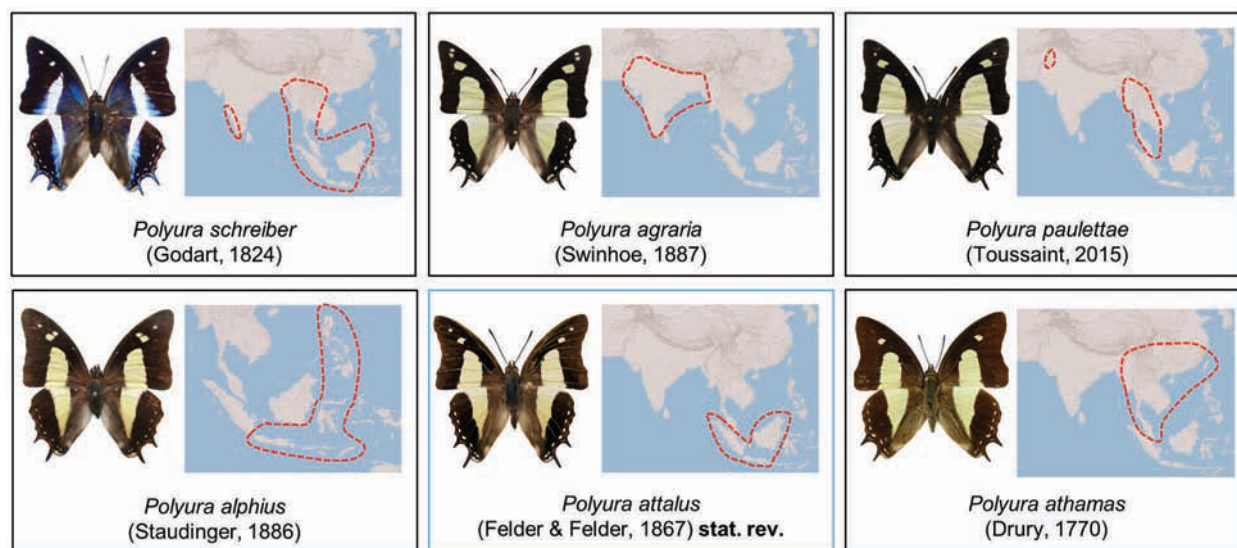 Polyura schreiber
(Godart, 1824)
Polyura agraria
(Swinhoe, 1887)
Polyura paulettae
(Toussaint, 2015)
Polyura alphius
(Staudinger, 1886)
Polyura attalus
(Felder & Felder, 1867) stat. rev.
Polyura athamas
(Drury, 1770)